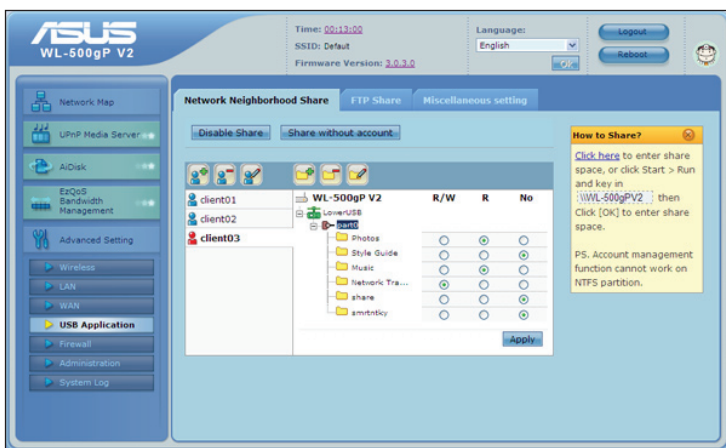 ASUS
WL-500gP V2
Time: 00:13:00
SSID: Default
Firmware Version: 3.0.3.0
Language:
English
OK
Logout
Reboot
Network Map
UPnP Media Server
AiDisk
EzQoS
Bandwidth
Management
Advanced Setting
Wireless
LAN
WAN
USB Application
Firewall
Administration
System Log
Network Neighborhood Share
FTP Share
Miscellaneous setting
Disable Share
Share without account
client01
client02
client03
WL-500gP V2 R/W R No
LowerUSB
part0
Photos
Style Guide
Music
Network Tra...
share
smrtntky
Apply
How to Share?
Click here to enter share
space, or click Start > Run
and key in
\\WL-500gPV2 then
Click [OK] to enter share
space.
PS. Account management
function cannot work on
NTFS partition.